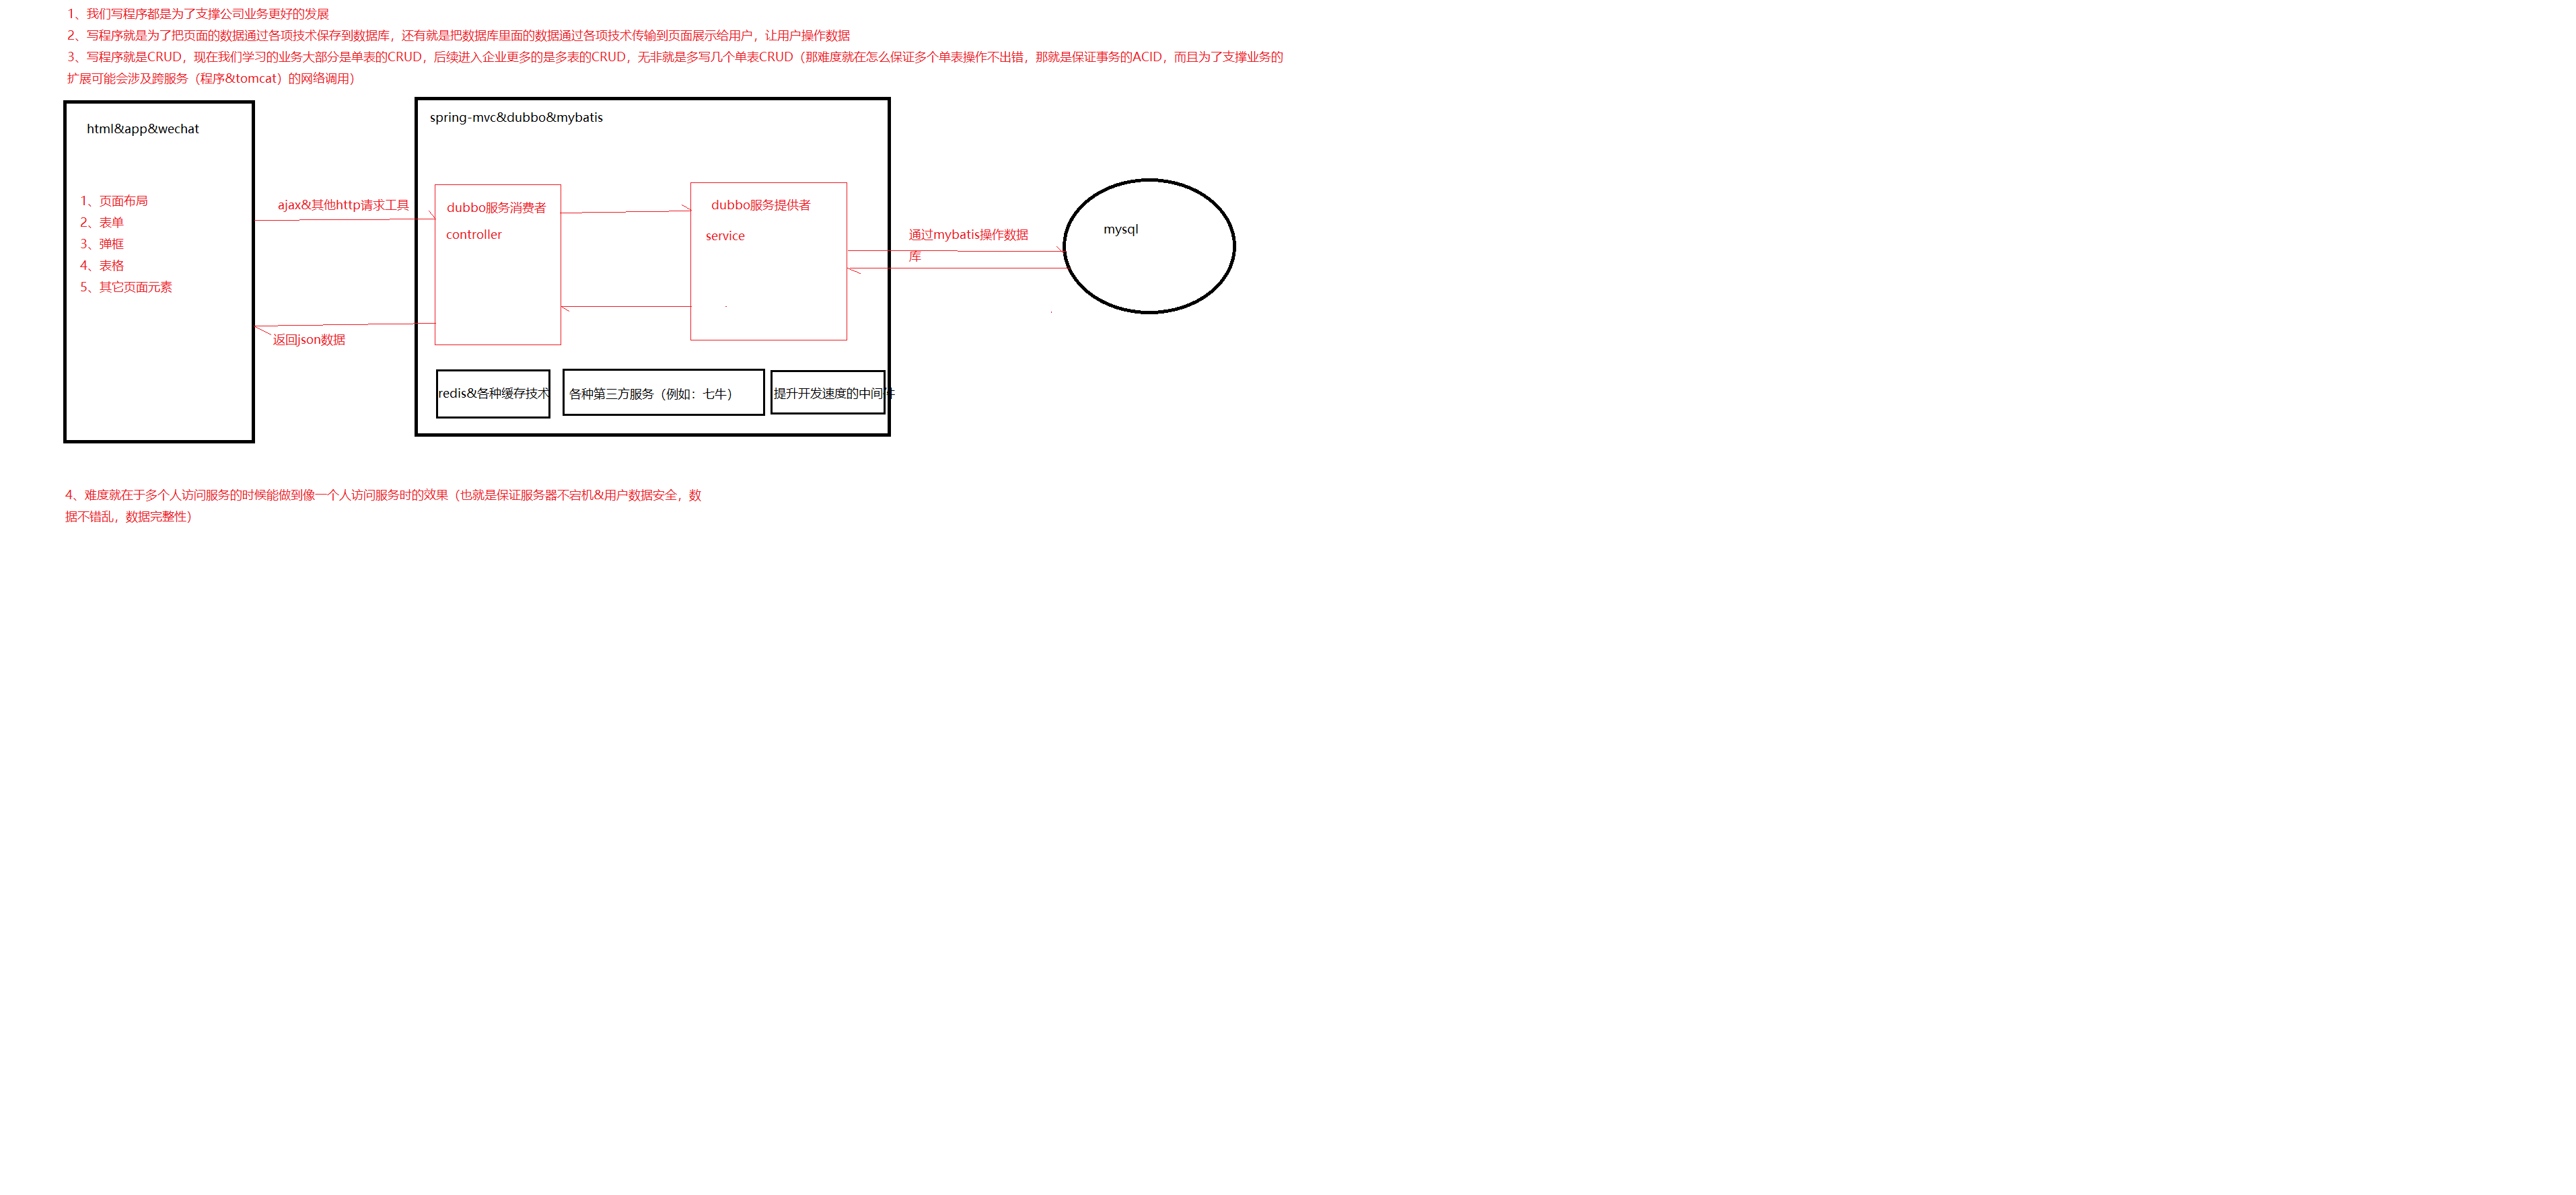 1、我们写程序都是为了支撑公司业务更好的发展
2、写程序就是为了把页面的数据通过各项技术保存到数据库，还有就是把数据库里面的数据通过各项技术传输到页面展示给用户，让用户操作数据
3、写程序就是CRUD，现在我们学习的业务大部分是单表的CRUD，后续进入企业更多的是多表的CRUD，无非就是多写几个单表CRUD（那难度就在怎么保证多个单表操作不出错，那就是保证事务的ACID，而且为了支撑业务的
扩展可能会涉及跨服务（程序&tomcat）的网络调用）
html&app&wechat
1、页面布局
2、表单
3、弹框
4、表格
5、其它页面元素
ajax&其他http请求工具
返回json数据
spring-mvc&dubbo&mybatis
dubbo服务消费者
controller
dubbo服务提供者
service
redis&各种缓存技术
各种第三方服务（例如：七牛）
提升开发速度的中间件
通过mybatis操作数据
库
mysql
4、难度就在于多个人访问服务的时候能做到像一个人访问服务时的效果（也就是保证服务器不宕机&用户数据安全，数
据不错乱，数据完整性）